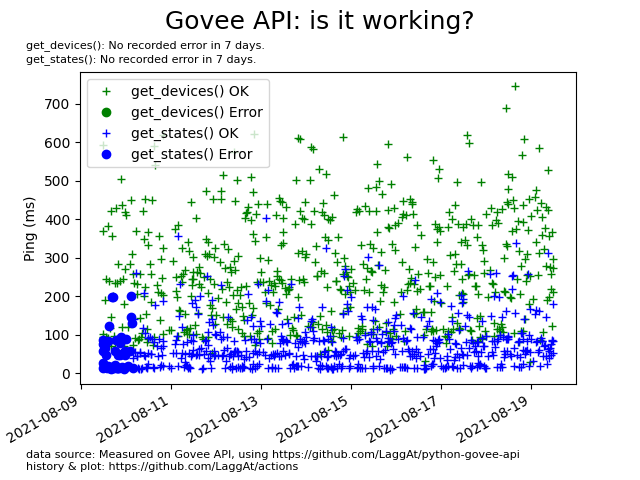 Govee API: is it working?
get_devices(): No recorded error in 7 days.
get_states(): No recorded error in 7 days.
get_devices() OK
get_devices() Error
get_states() OK
get_states() Error
Ping (ms)
700
600
500
400
300
200
100
0
2021-08-09
2021-08-11
2021-08-13
2021-08-15
2021-08-17
2021-08-19
data source: Measured on Govee API, using https://github.com/LaggAt/python-govee-api
history & plot: https://github.com/LaggAt/actions